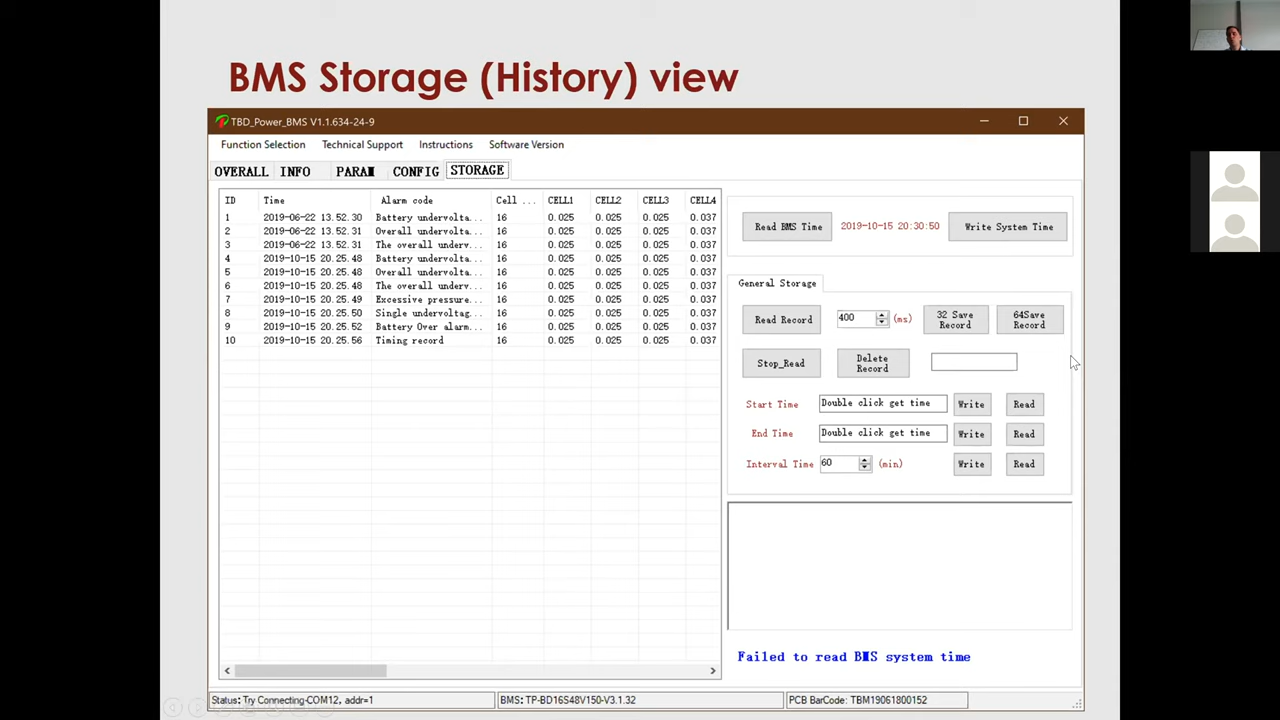 BMS Storage (History) view
TBD_Power_BMS V1.1.634-24-9
Function Selection Technical Support Instructions Software Version
OVERALL INFO PARAM CONFIG STORAGE
ID Time Alarm code Cell ... CELL1 CELL2 CELL3 CELL4
1 2019-06-22 13.52.30 Battery undervolta... 16 0.025 0.025 0.025 0.037
2 2019-06-22 13.52.31 Overall undervolta... 16 0.025 0.025 0.025 0.037
3 2019-06-22 13.52.31 The overall underv... 16 0.025 0.025 0.025 0.037
4 2019-10-15 20.25.48 Battery undervolta... 16 0.025 0.025 0.025 0.037
5 2019-10-15 20.25.48 Overall undervolta... 16 0.025 0.025 0.025 0.037
6 2019-10-15 20.25.48 The overall underv... 16 0.025 0.025 0.025 0.037
7 2019-10-15 20.25.49 Excessive pressure... 16 0.025 0.025 0.025 0.037
8 2019-10-15 20.25.50 Single undervoltag... 16 0.025 0.025 0.025 0.037
9 2019-10-15 20.25.52 Battery Over alarm... 16 0.025 0.025 0.025 0.037
10 2019-10-15 20.25.56 Timing record 16 0.025 0.025 0.025 0.037
Read BMS Time 2019-10-15 20:30:50 Write System Time
General Storage
Read Record 400 (ms) 32 Save Record 64Save Record
Stop_Read Delete Record
Start Time Double click get time Write Read
End Time Double click get time Write Read
Interval Time 60 (min) Write Read
Failed to read BMS system time
Status: Try Connecting-COM12, addr=1 BMS: TP-BD16S48V150-V3.1.32 PCB BarCode: TBM19061800152